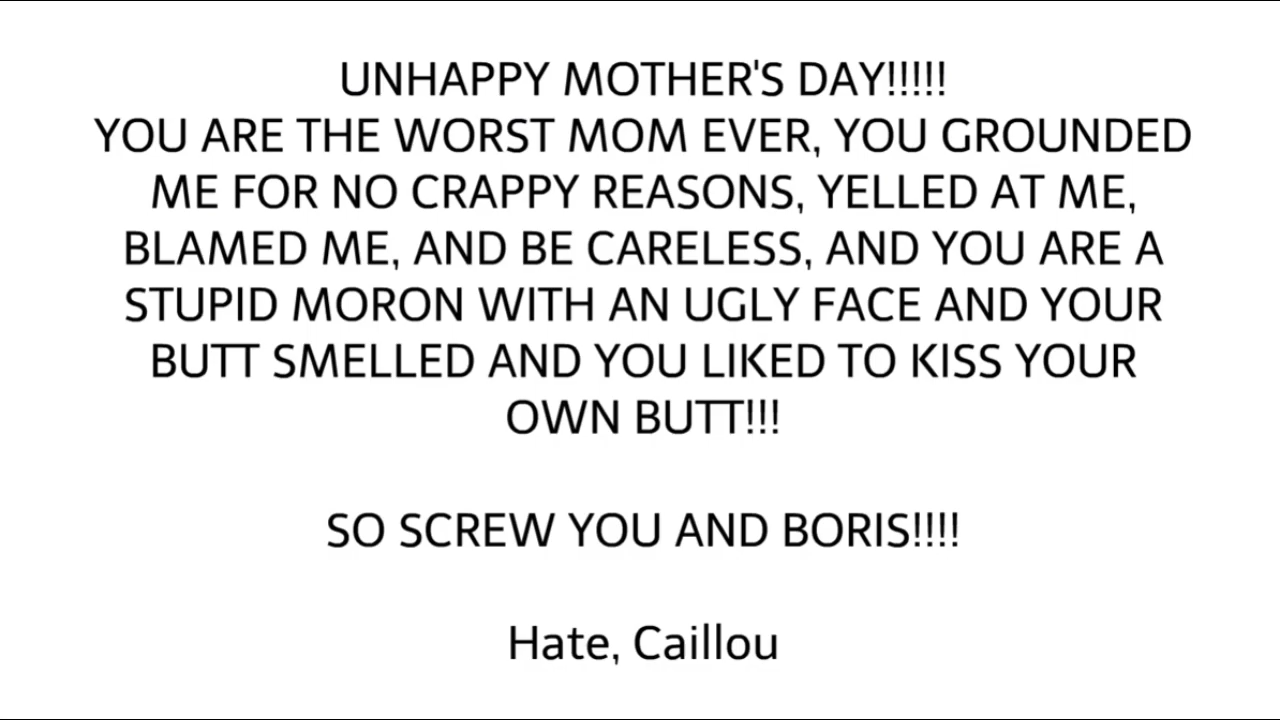 UNHAPPY MOTHER'S DAY!!!!!
YOU ARE THE WORST MOM EVER, YOU GROUNDED
ME FOR NO CRAPPY REASONS, YELLED AT ME,
BLAMED ME, AND BE CARELESS, AND YOU ARE A
STUPID MORON WITH AN UGLY FACE AND YOUR
BUTT SMELLED AND YOU LIKED TO KISS YOUR
OWN BUTT!!!
SO SCREW YOU AND BORIS!!!!
Hate, Caillou